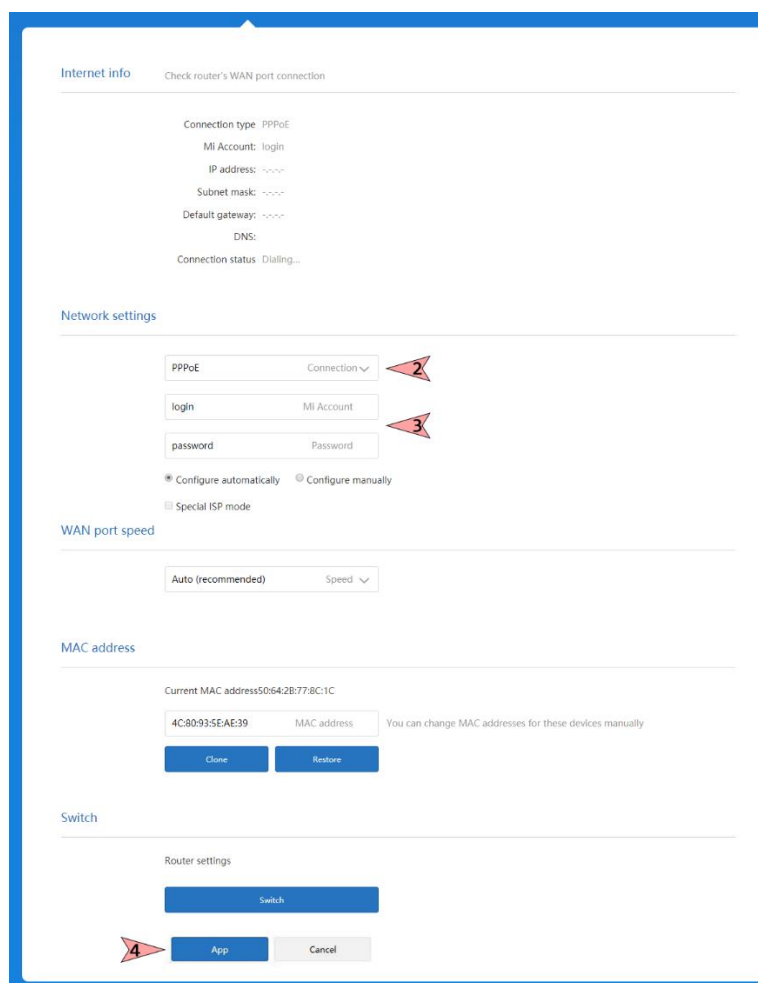 Internet info Check router's WAN port connection
Connection type PPPoE
Mi Account: login
IP address: -.-.-.-
Subnet mask: -.-.-.-
Default gateway: -.-.-.-
DNS:
Connection status Dialing...
Network settings
PPPoE Connection 2
login Mi Account
3
password Password
Configure automatically Configure manually
Special ISP mode
WAN port speed
Auto (recommended) Speed
MAC address
Current MAC address50:64:2B:77:8C:1C
4C:80:93:5E:AE:39 MAC address You can change MAC addresses for these devices manually
Clone Restore
Switch
Router settings
Switch
4 App Cancel